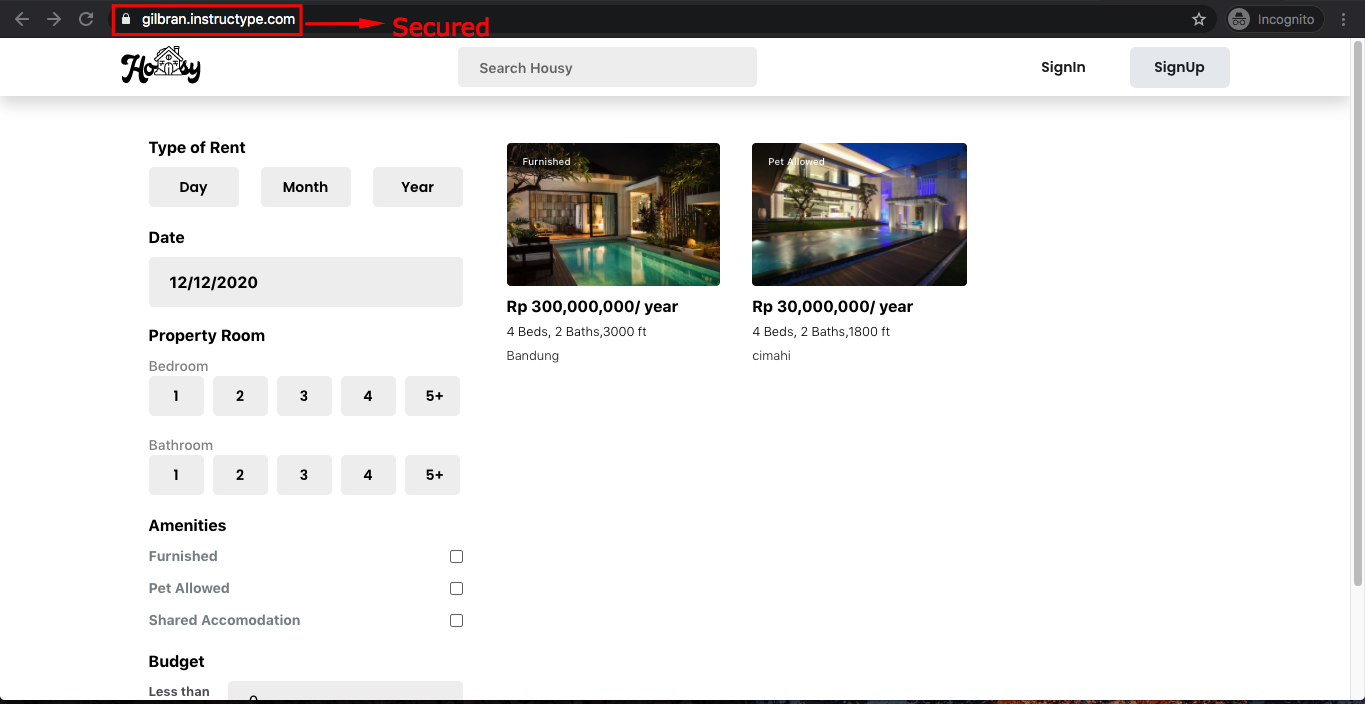 gilbran.instructype.com
Secured
Incognito
Housy
Search Housy
SignIn
SignUp
Type of Rent
Day
Month
Year
Date
12/12/2020
Property Room
Bedroom
1
2
3
4
5+
Bathroom
1
2
3
4
5+
Amenities
Furnished
Pet Allowed
Shared Accomodation
Budget
Less than
Furnished
Rp 300,000,000/ year
4 Beds, 2 Baths,3000 ft
Bandung
Pet Allowed
Rp 30,000,000/ year
4 Beds, 2 Baths,1800 ft
cimahi